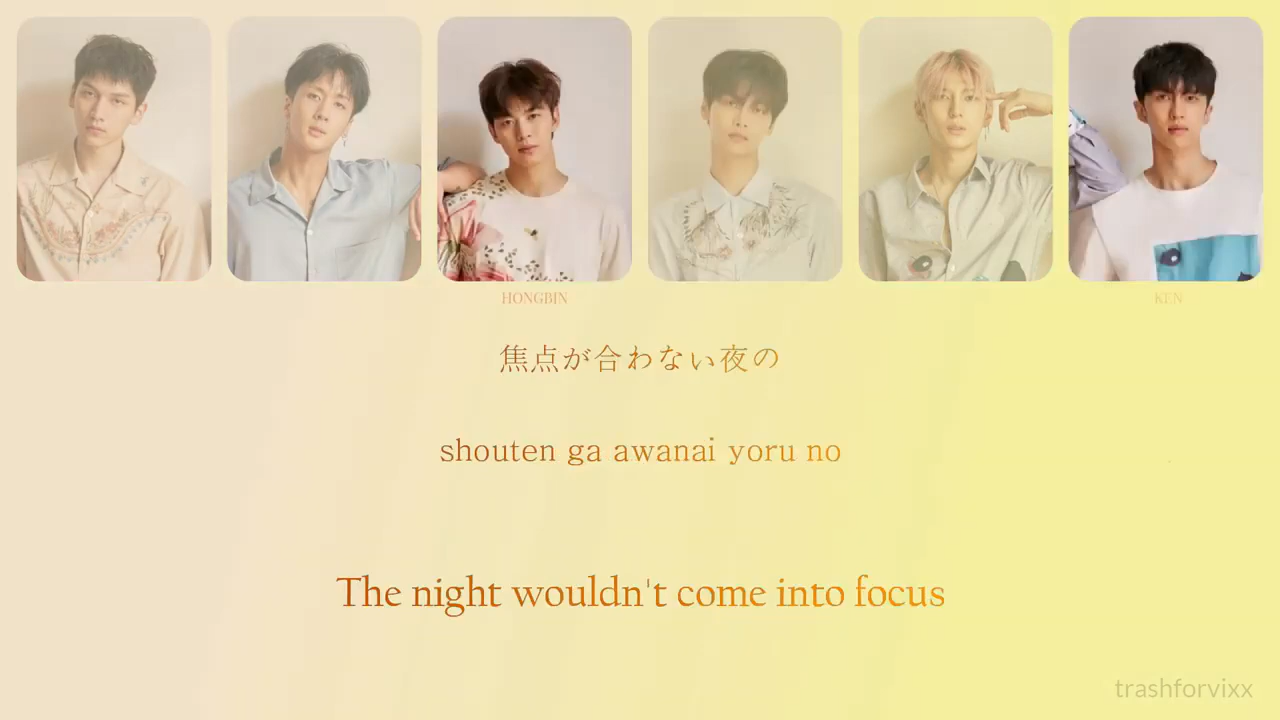 HONGBIN
KEN
焦点が合わない夜の
shouten ga awanai yoru no
The night wouldn't come into focus
trashforvixx